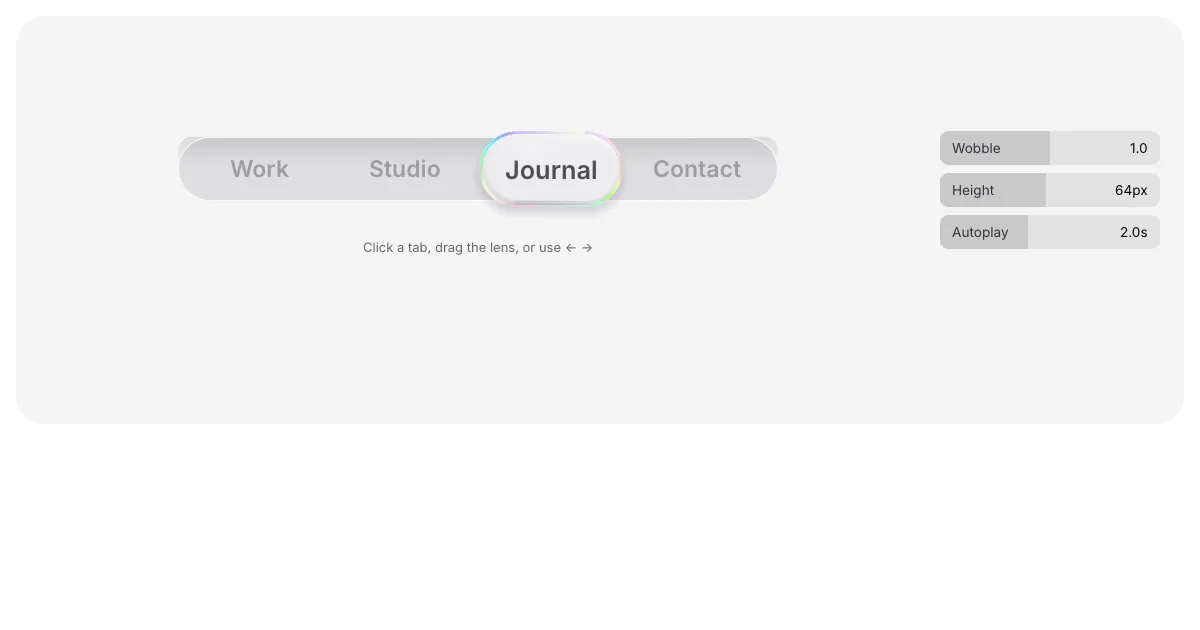 Work Studio Journal Contact
Click a tab, drag the lens, or use ← →
Wobble 1.0
Height 64px
Autoplay 2.0s